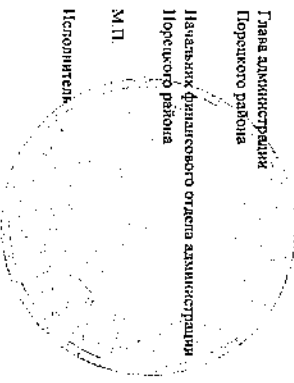 Глава администрации
Порецкого района
Начальник финансового отдела администрации
Порецкого района
М.П.
Исполнитель